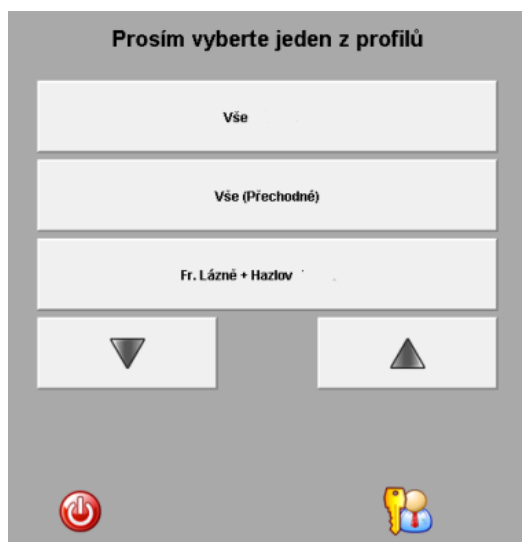 Prosím vyberte jeden z profilů
Vše
Vše (Přechodné)
Fr. Lázně + Hazlov